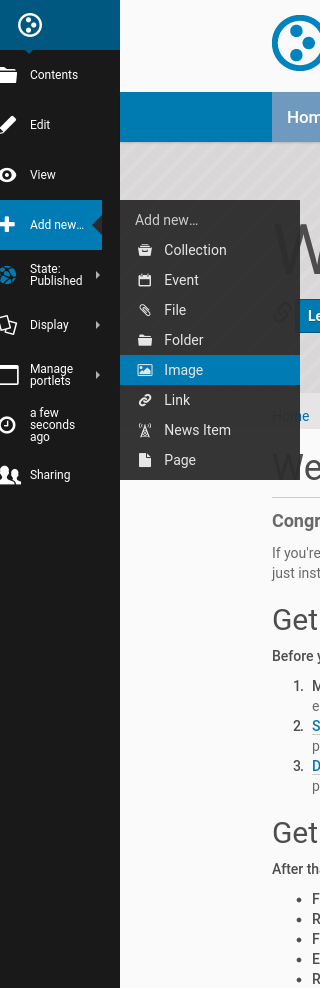 Contents
Edit
View
Add new...
State:
Published
Display
Manage
portlets
a few
seconds
ago
Sharing
Add new…
Collection
Event
File
Folder
Image
Link
News Item
Page
Hom
W
Le
Home
We
Congr
If you're
just inst
Get
Before y
1. M
e
2. S
p
3. D
p
Get
After th
• F
• R
• F
• E
• R